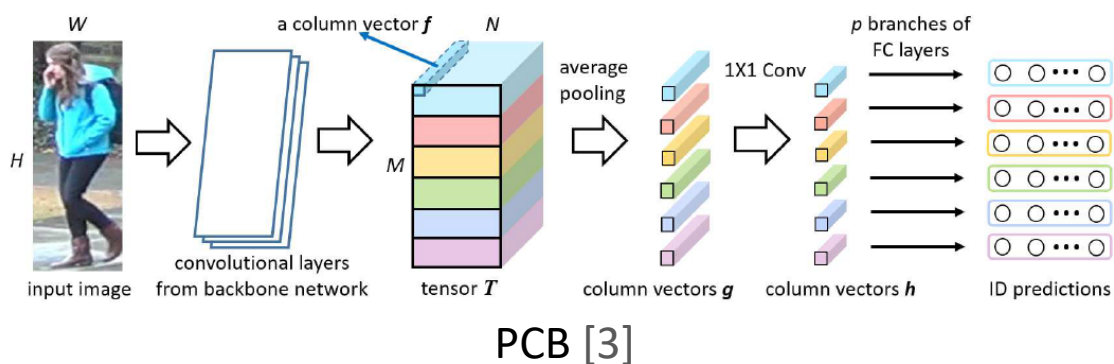 W
H
input image
convolutional layers
from backbone network
a column vector f
N
M
tensor T
average
pooling
column vectors g
1X1 Conv
column vectors h
p branches of
FC layers
ID predictions
PCB [3]